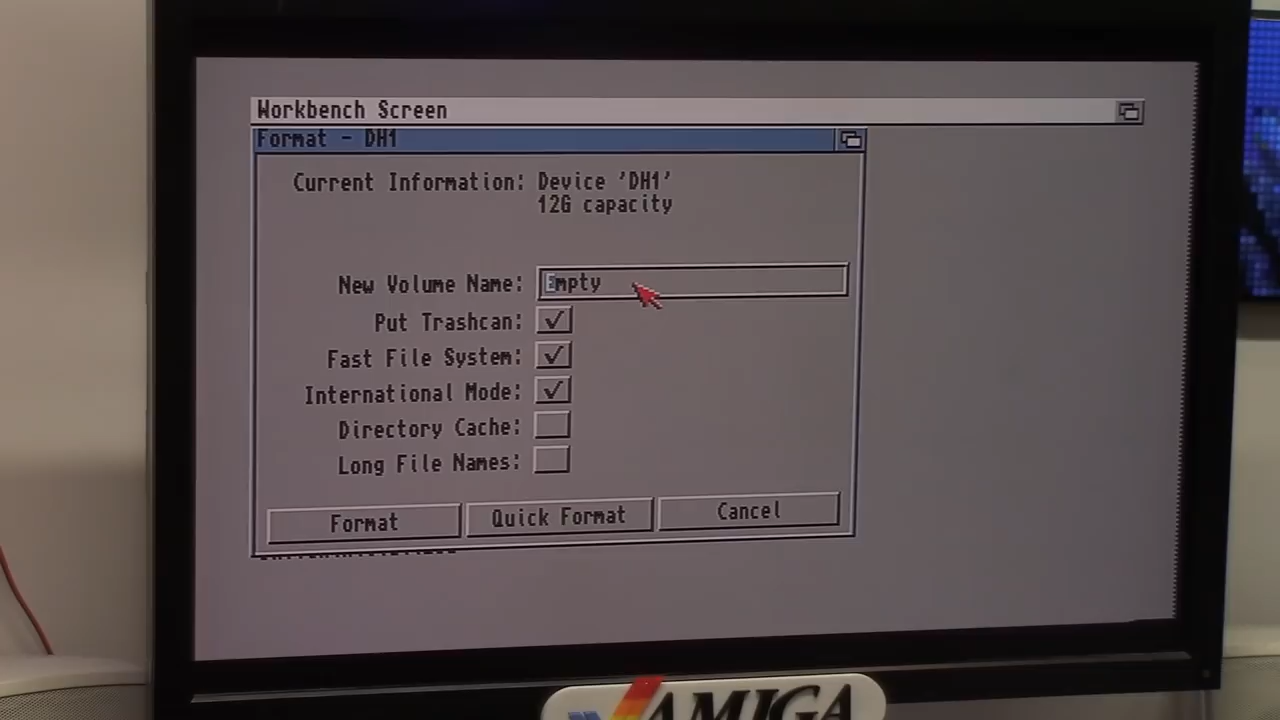 Workbench Screen
Format - DH1
Current Information: Device 'DH1'
12G capacity
New Volume Name: Empty
Put Trashcan: ✓
Fast File System: ✓
International Mode: ✓
Directory Cache:
Long File Names:
Format Quick Format Cancel
AMIGA